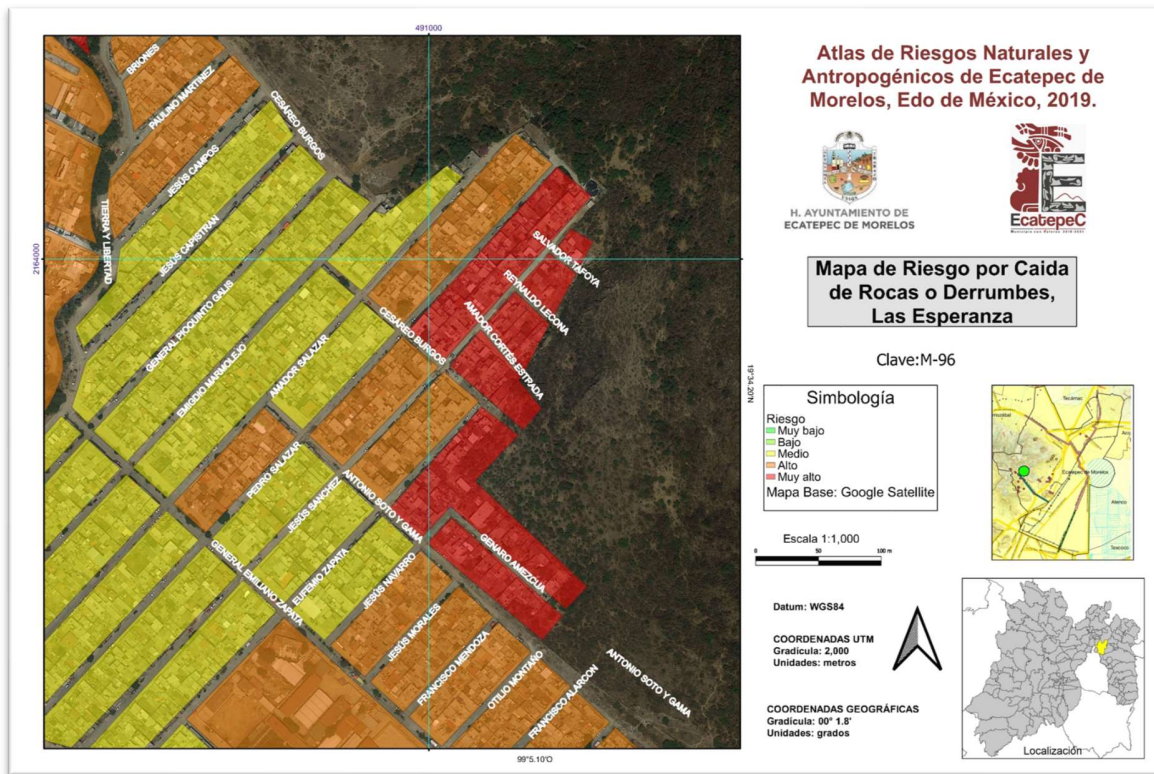 491000
2164000
BRIONES
PAULINO MARTINEZ
CESÁREO BURGOS
JESÚS CAMPOS
TIERRA Y LIBERTAD
JESÚS CAPISTRAN
GENERAL PIOQUINTO GALIS
EMIGDIO MARMOLEJO
AMADOR SALAZAR
CESÁREO BURGOS
SALVADOR TAFOYA
REYNALDO LECONA
AMADOR CORTÉS ESTRADA
PEDRO SALAZAR
JESÚS SANCHEZ
ANTONIO SOTO Y GAMA
GENERAL EMILIANO ZAPATA
EUFEMIO ZAPATA
JESÚS NAVARRO
GENARO AMEZCUA
JESÚS MORALES
FRANCISCO MENDOZA
OTILIO MONTAÑO
FRANCISCO ALARCON
ANTONIO SOTO Y GAMA
19°34.20'N
99°5.10'O
Atlas de Riesgos Naturales y
Antropogénicos de Ecatepec de
Morelos, Edo de México, 2019.
H. AYUNTAMIENTO DE
ECATEPEC DE MORELOS
EcatepeC
Mapa de Riesgo por Caida
de Rocas o Derrumbes,
Las Esperanza
Clave:M-96
Simbología
Riesgo
Muy bajo
Bajo
Medio
Alto
Muy alto
Mapa Base: Google Satellite
Escala 1:1,000
0 50 100 m
Datum: WGS84
COORDENADAS UTM
Gradícula: 2,000
Unidades: metros
COORDENADAS GEOGRÁFICAS
Gradícula: 00° 1.8'
Unidades: grados
Tecámac
Ecatepec de Morelos
Atenco
Texcoco
Localización